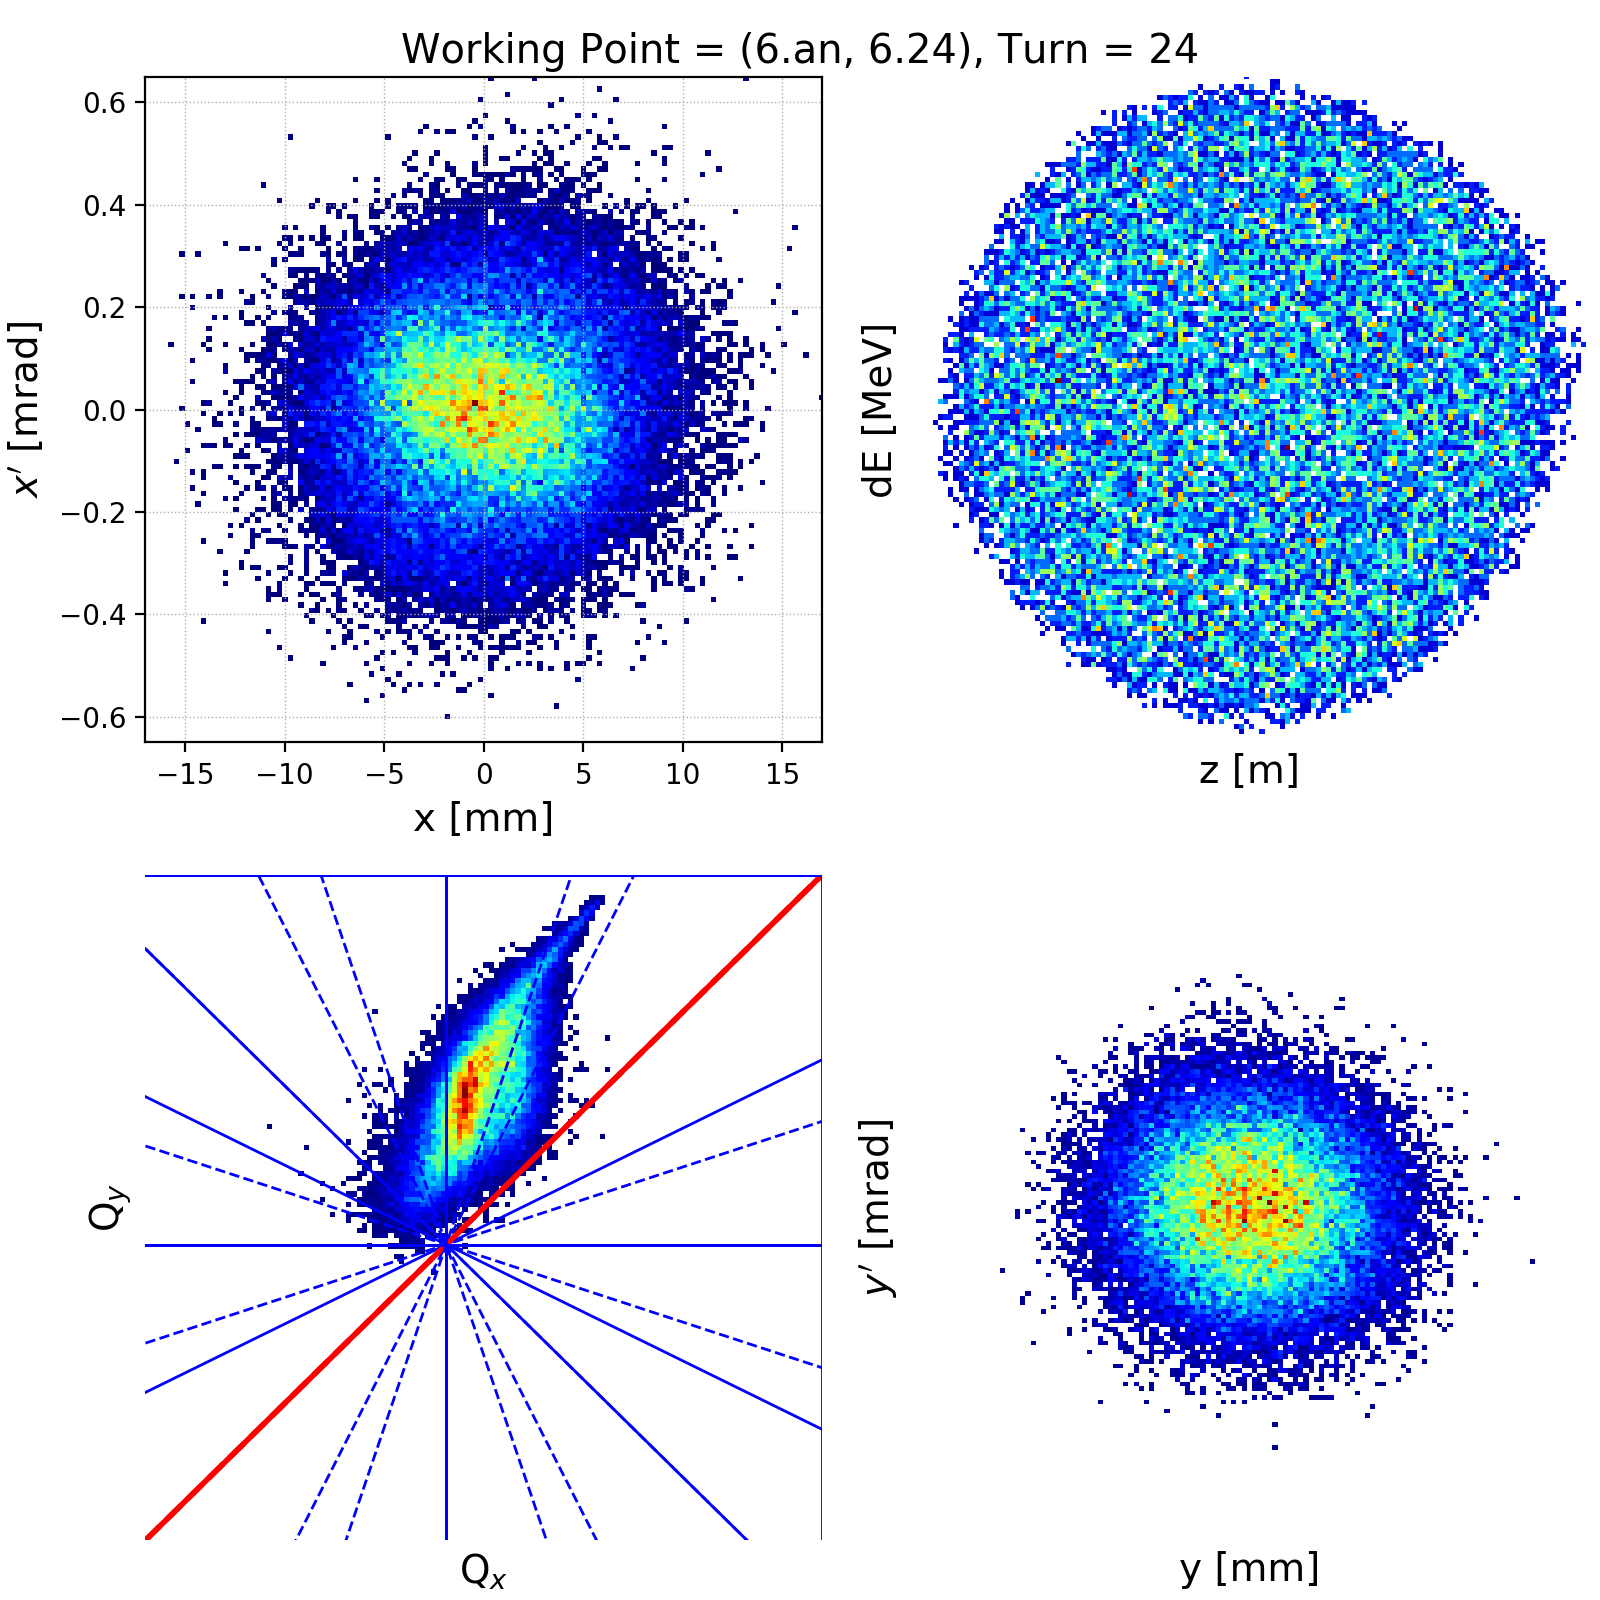 Working Point = (6.an, 6.24), Turn = 24
0.6
0.4
0.2
0.0
−0.2
−0.4
−0.6
x′ [mrad]
−15 −10 −5 0 5 10 15
x [mm]
dE [MeV]
z [m]
Qy
Qx
y′ [mrad]
y [mm]